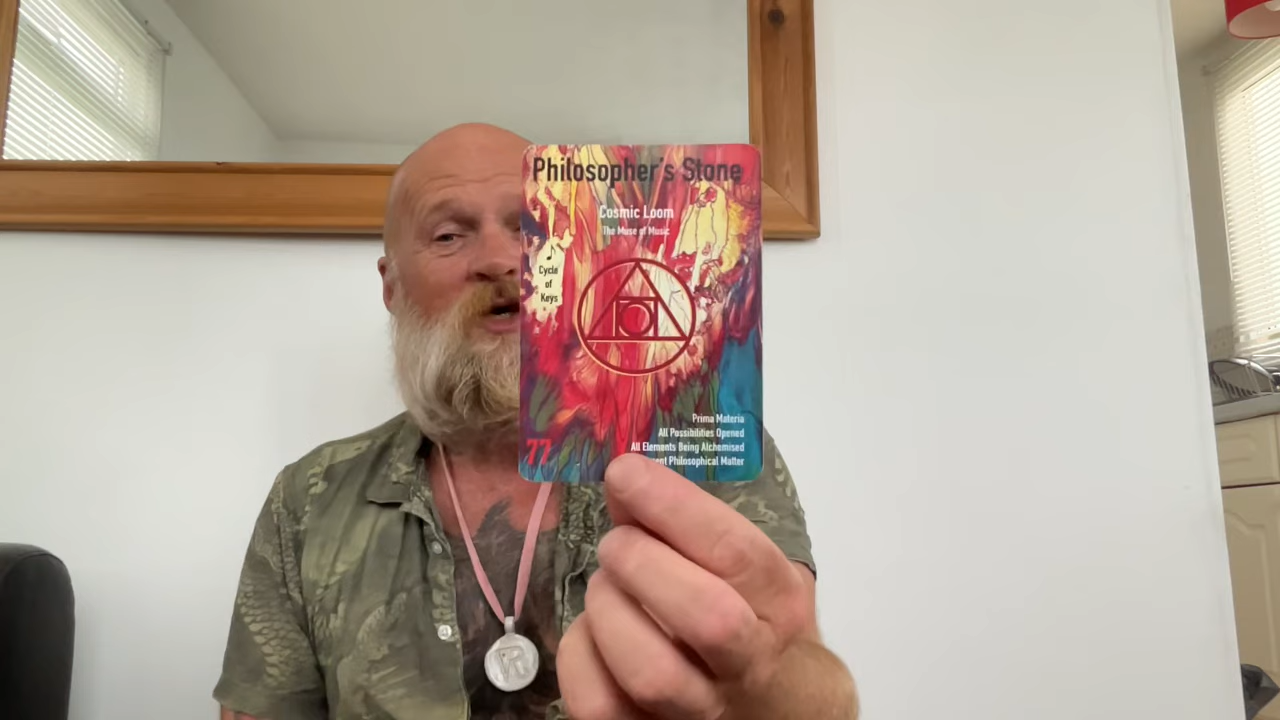 Philosopher's Stone
Cosmic Loom
The Muse of Music
Cycle
of
Keys
Prima Materia
All Possibilities Opened
All Elements Being Alchemised
Philosophical Matter
77
R